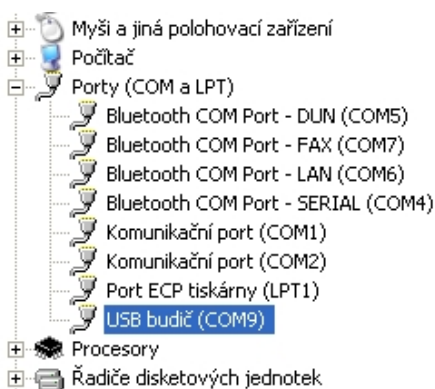 Myši a jiná polohovací zařízení
Počítač
Porty (COM a LPT)
Bluetooth COM Port - DUN (COM5)
Bluetooth COM Port - FAX (COM7)
Bluetooth COM Port - LAN (COM6)
Bluetooth COM Port - SERIAL (COM4)
Komunikační port (COM1)
Komunikační port (COM2)
Port ECP tiskárny (LPT1)
USB budič (COM9)
Procesory
Řadiče disketových jednotek